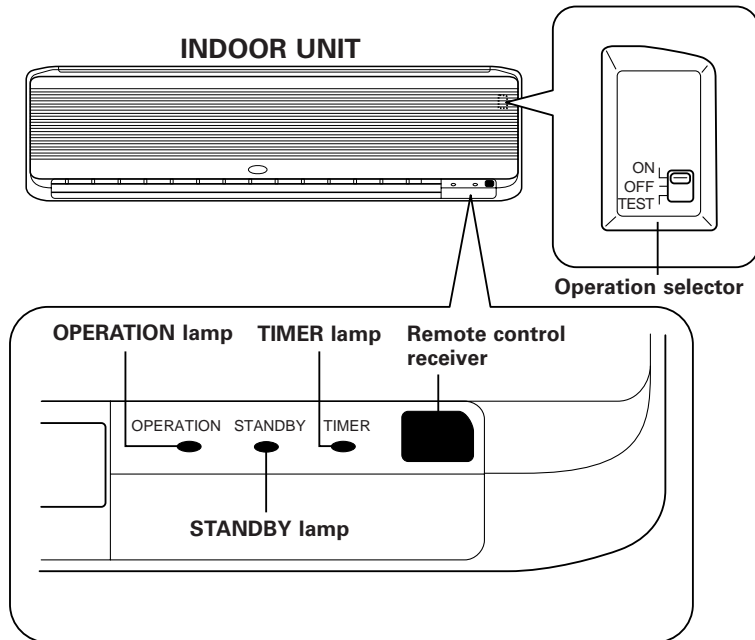 INDOOR UNIT
ON
OFF
TEST
Operation selector
OPERATION lamp
TIMER lamp
Remote control
receiver
OPERATION
STANDBY
TIMER
STANDBY lamp